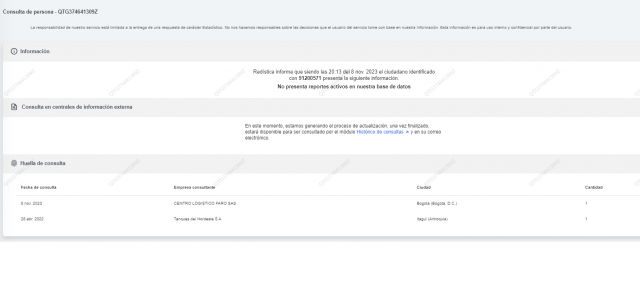 Consulta de persona - QTG374641309Z
La responsabilidad de nuestro servicio está limitada a la entrega de una respuesta de carácter Estadístico. No nos hacemos responsables sobre las decisiones que el usuario del servicio tome con base en nuestra información. Esta información es para uso interno y confidencial por parte del usuario.
Información
Redística informa que siendo las 20:13 del 8 nov. 2023 el ciudadano identificado
con 91200571 presenta la siguiente información.
No presenta reportes activos en nuestra base de datos
Consulta en centrales de información externa
En este momento, estamos generando el proceso de actualización, una vez finalizado,
estará disponible para ser consultado por el módulo Histórico de consultas y en su correo
electrónico.
Huella de consulta
Fecha de consulta Empresa consultante Ciudad Cantidad
8 nov. 2023 CENTRO LOGISTICO FARO SAS Bogotá (Bogotá, D.C.) 1
abr. 2022 Tanques del Nordeste S.A Itagui (Antioquia) 1